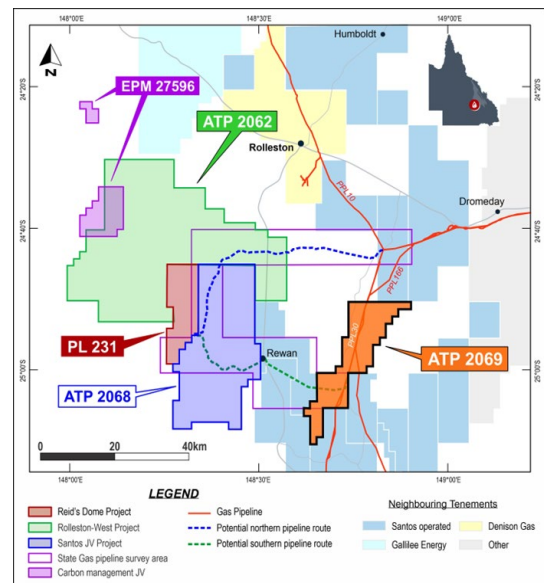 148°00'E
148°30'E
149°00'E
Humboldt
24°20'S
24°20'S
N
EPM 27596
ATP 2062
Rolleston
PPL10
Dromeday
24°40'S
24°40'S
PPL166
PL 231
PPL30
ATP 2069
Rewan
25°00'S
25°00'S
ATP 2068
0 20 40km
148°00'E
148°30'E
149°00'E
LEGEND
Reid's Dome Project
Rolleston-West Project
Santos JV Project
State Gas pipeline survey area
Carbon management JV
Gas Pipeline
Potential northern pipeline route
Potential southern pipeline route
Neighbouring Tenements
Santos operated
Denison Gas
Gallilee Energy
Other